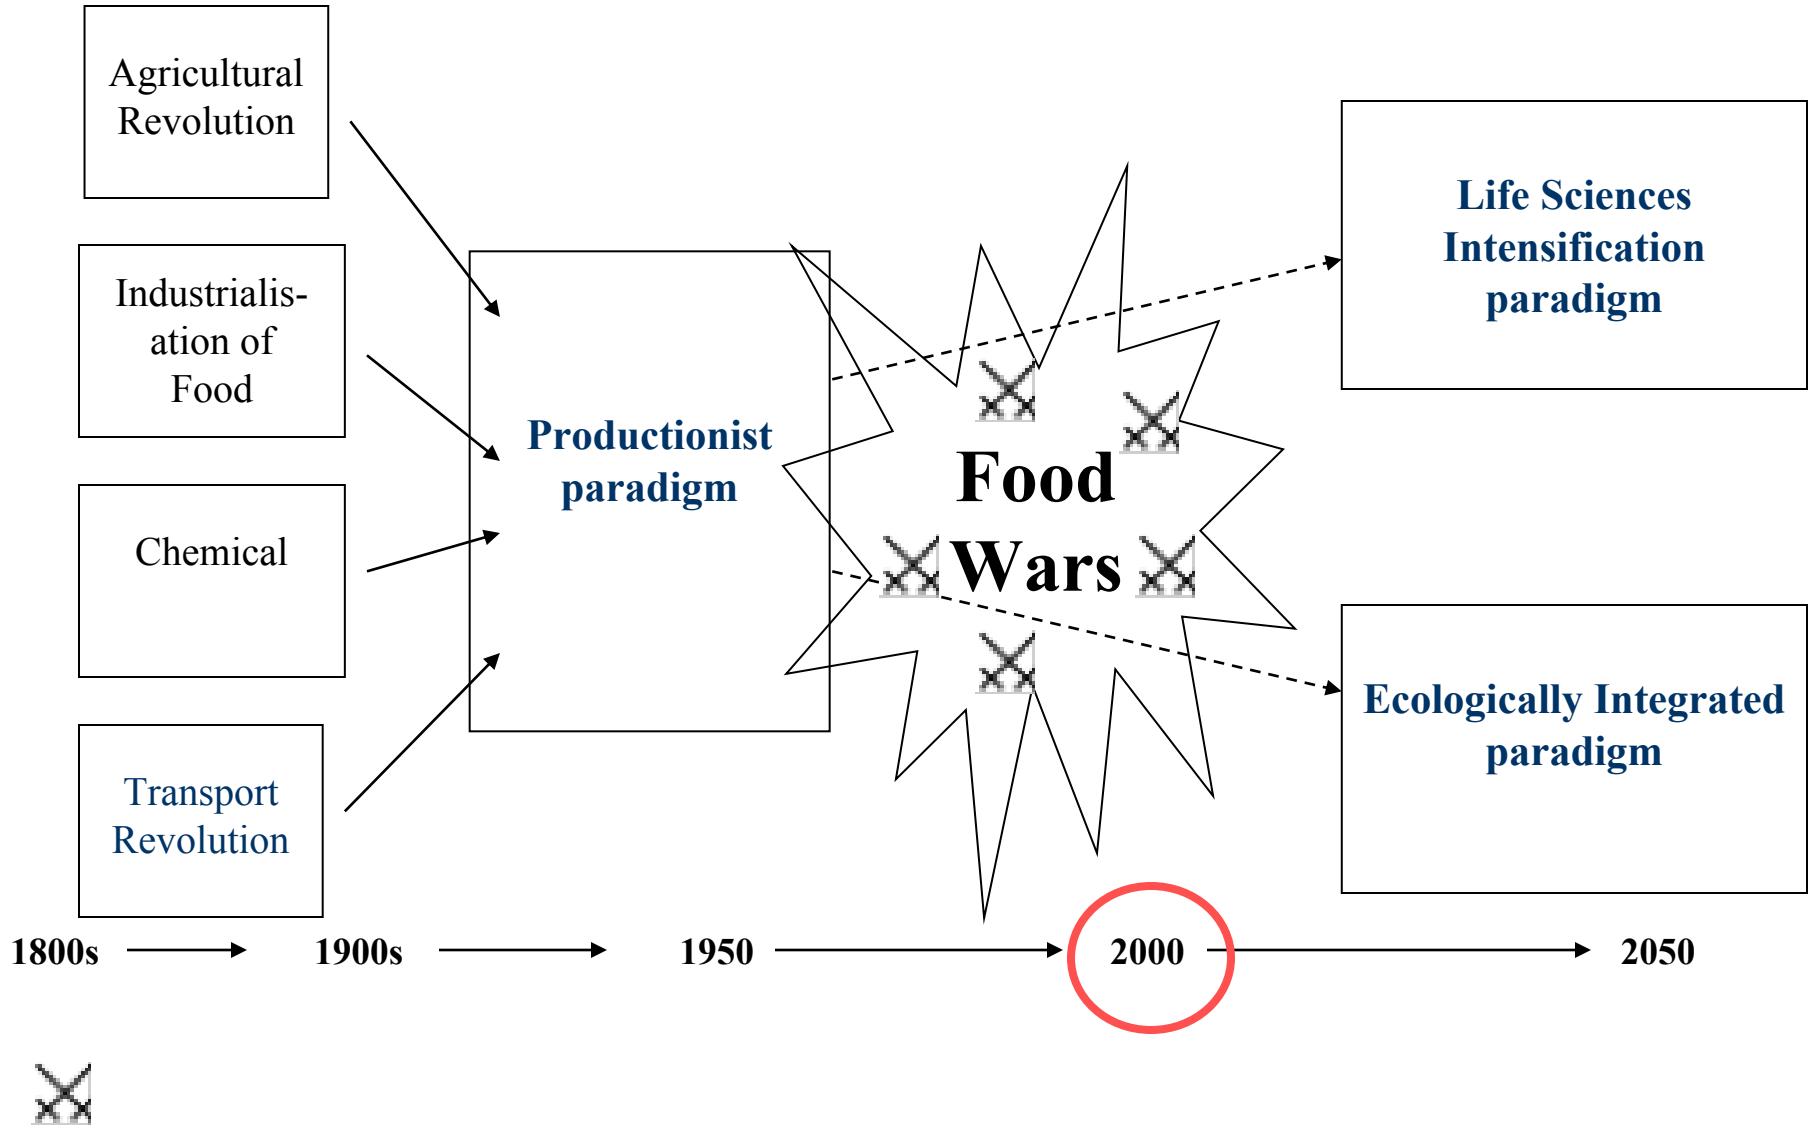 Agricultural
Revolution
Industrialis-
ation of
Food
Chemical
Transport
Revolution
Productionist
paradigm
Food
Wars
Life Sciences
Intensification
paradigm
Ecologically Integrated
paradigm
1800s
1900s
1950
2000
2050